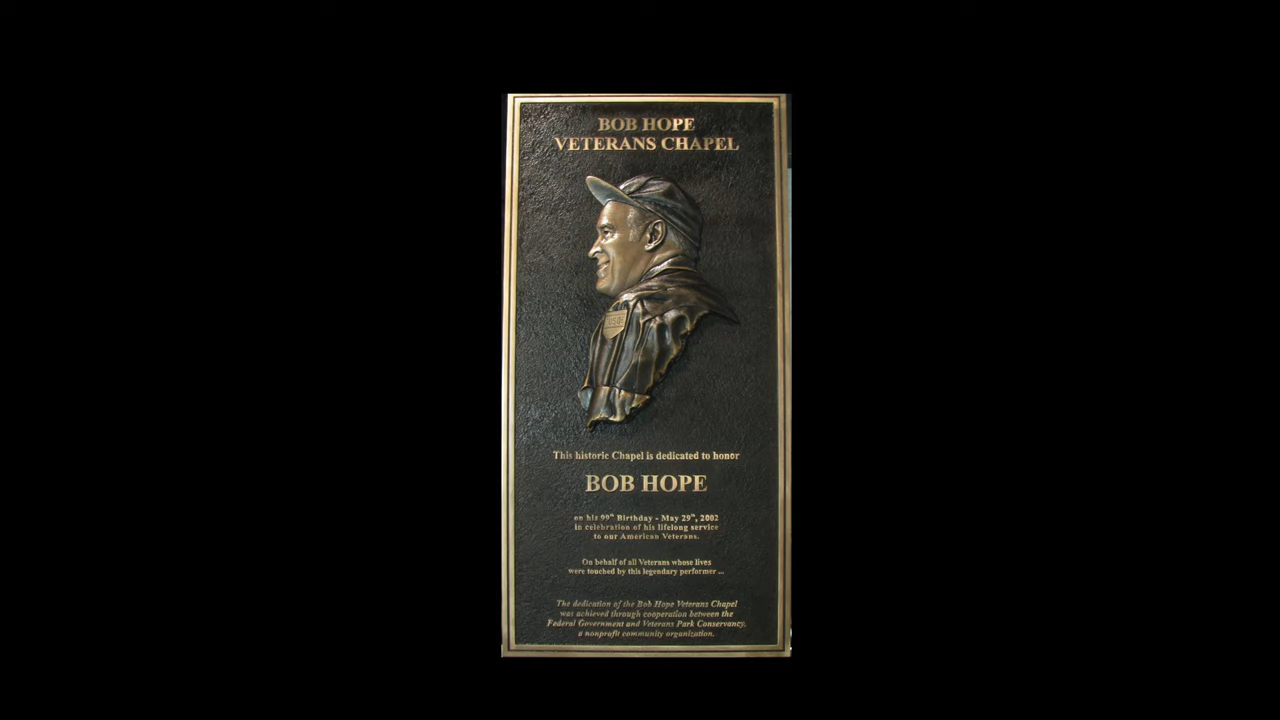 BOB HOPE
VETERANS CHAPEL
This historic Chapel is dedicated to honor
BOB HOPE
on his 99th Birthday - May 29th, 2002
in celebration of his lifelong service
to our American Veterans.
On behalf of all Veterans whose lives
were touched by this legendary performer ...
The dedication of the Bob Hope Veterans Chapel
was achieved through cooperation between the
Federal Government and Veterans Park Conservancy,
a nonprofit community organization.